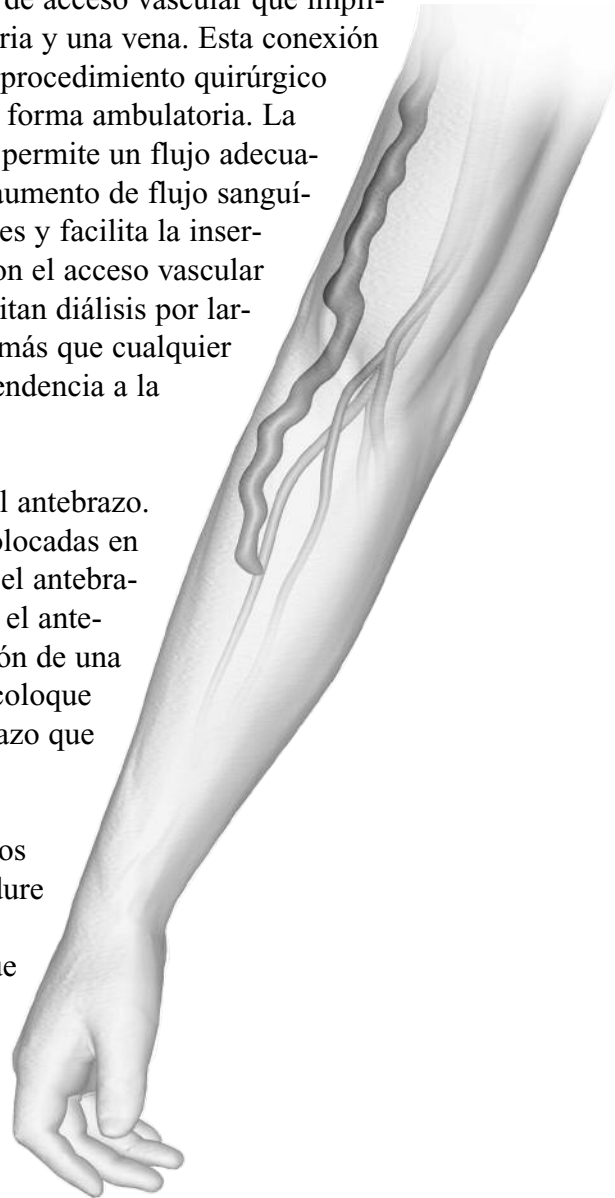 de acceso vascular que impli-
ria y una vena. Esta conexión
procedimiento quirúrgico
forma ambulatoria. La
permite un flujo adecua-
aumento de flujo sanguí-
es y facilita la inser-
on el acceso vascular
itan diálisis por lar-
más que cualquier
endencia a la
l antebrazo.
olocadas en
el antebra-
el ante-
ón de una
coloque
azo que
os
dure
ue